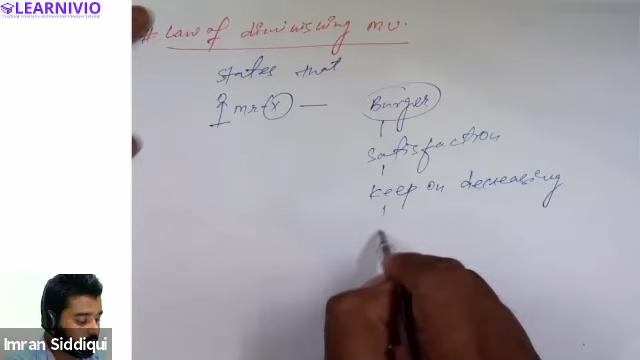 LEARNIVIO
# Law of diminishing MU.
States that
Mr (X) — Burger
Satisfaction
Keep on decreasing
Imran Siddiqui